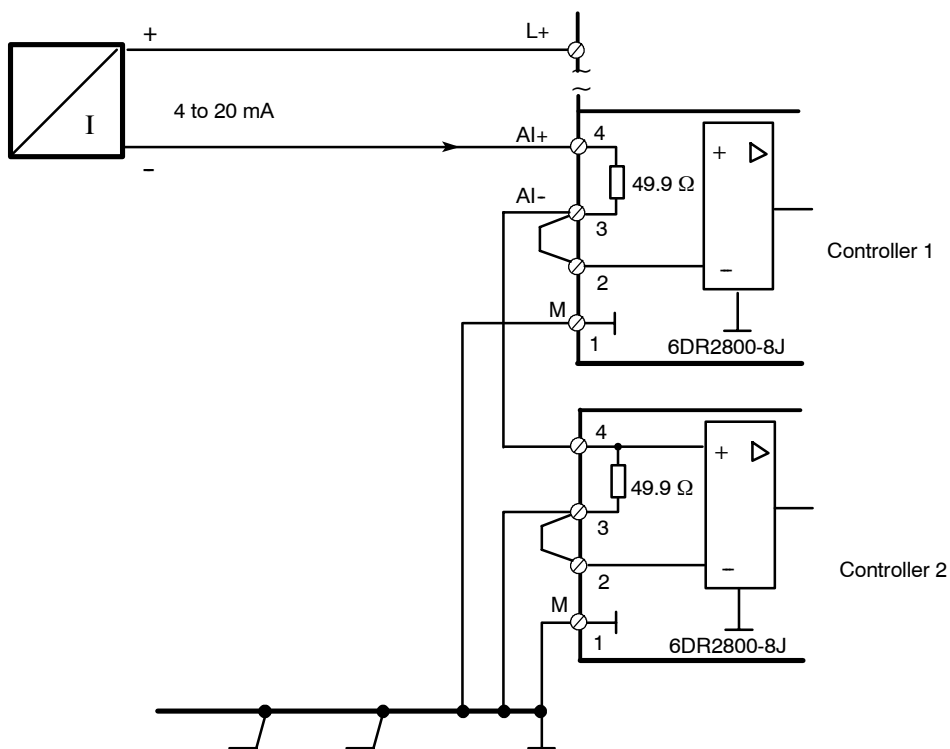 +
L+
4 to 20 mA
I
−
AI+
4
+
49.9 Ω
AI-
3
2
−
Controller 1
M
1
6DR2800-8J
4
+
49.9 Ω
3
2
−
Controller 2
M
1
6DR2800-8J